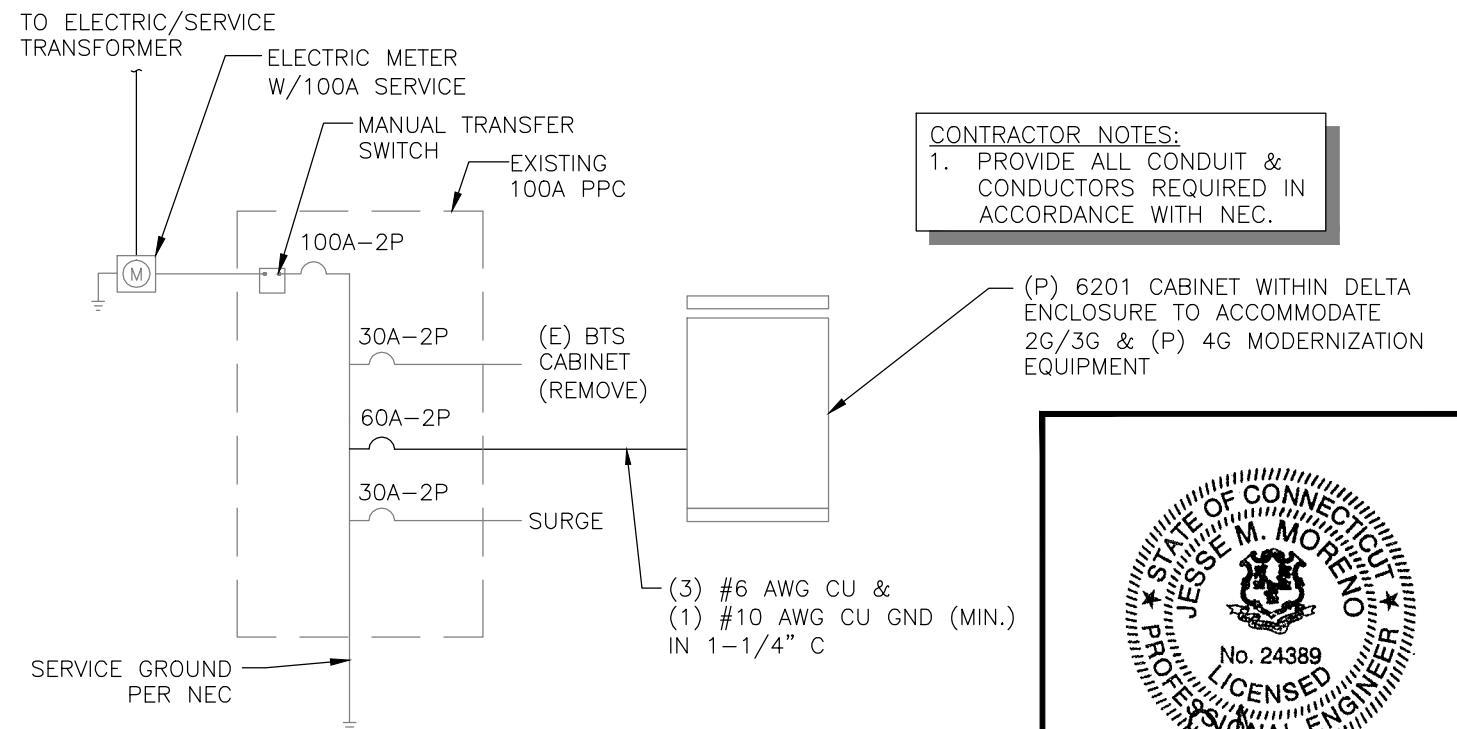 TO ELECTRIC/SERVICE
TRANSFORMER
ELECTRIC METER
W/100A SERVICE
MANUAL TRANSFER
SWITCH
EXISTING
100A PPC
100A-2P
M
30A-2P
(E) BTS
CABINET
(REMOVE)
60A-2P
30A-2P
SURGE
(3) #6 AWG CU &
(1) #10 AWG CU GND (MIN.)
IN 1-1/4" C
SERVICE GROUND
PER NEC
CONTRACTOR NOTES:
1. PROVIDE ALL CONDUIT &
CONDUCTORS REQUIRED IN
ACCORDANCE WITH NEC.
(P) 6201 CABINET WITHIN DELTA
ENCLOSURE TO ACCOMMODATE
2G/3G & (P) 4G MODERNIZATION
EQUIPMENT
★ STATE OF CONNECTICUT ★
JESSE M. MORENO
No. 24389
LICENSED
PROFESSIONAL ENGINEER